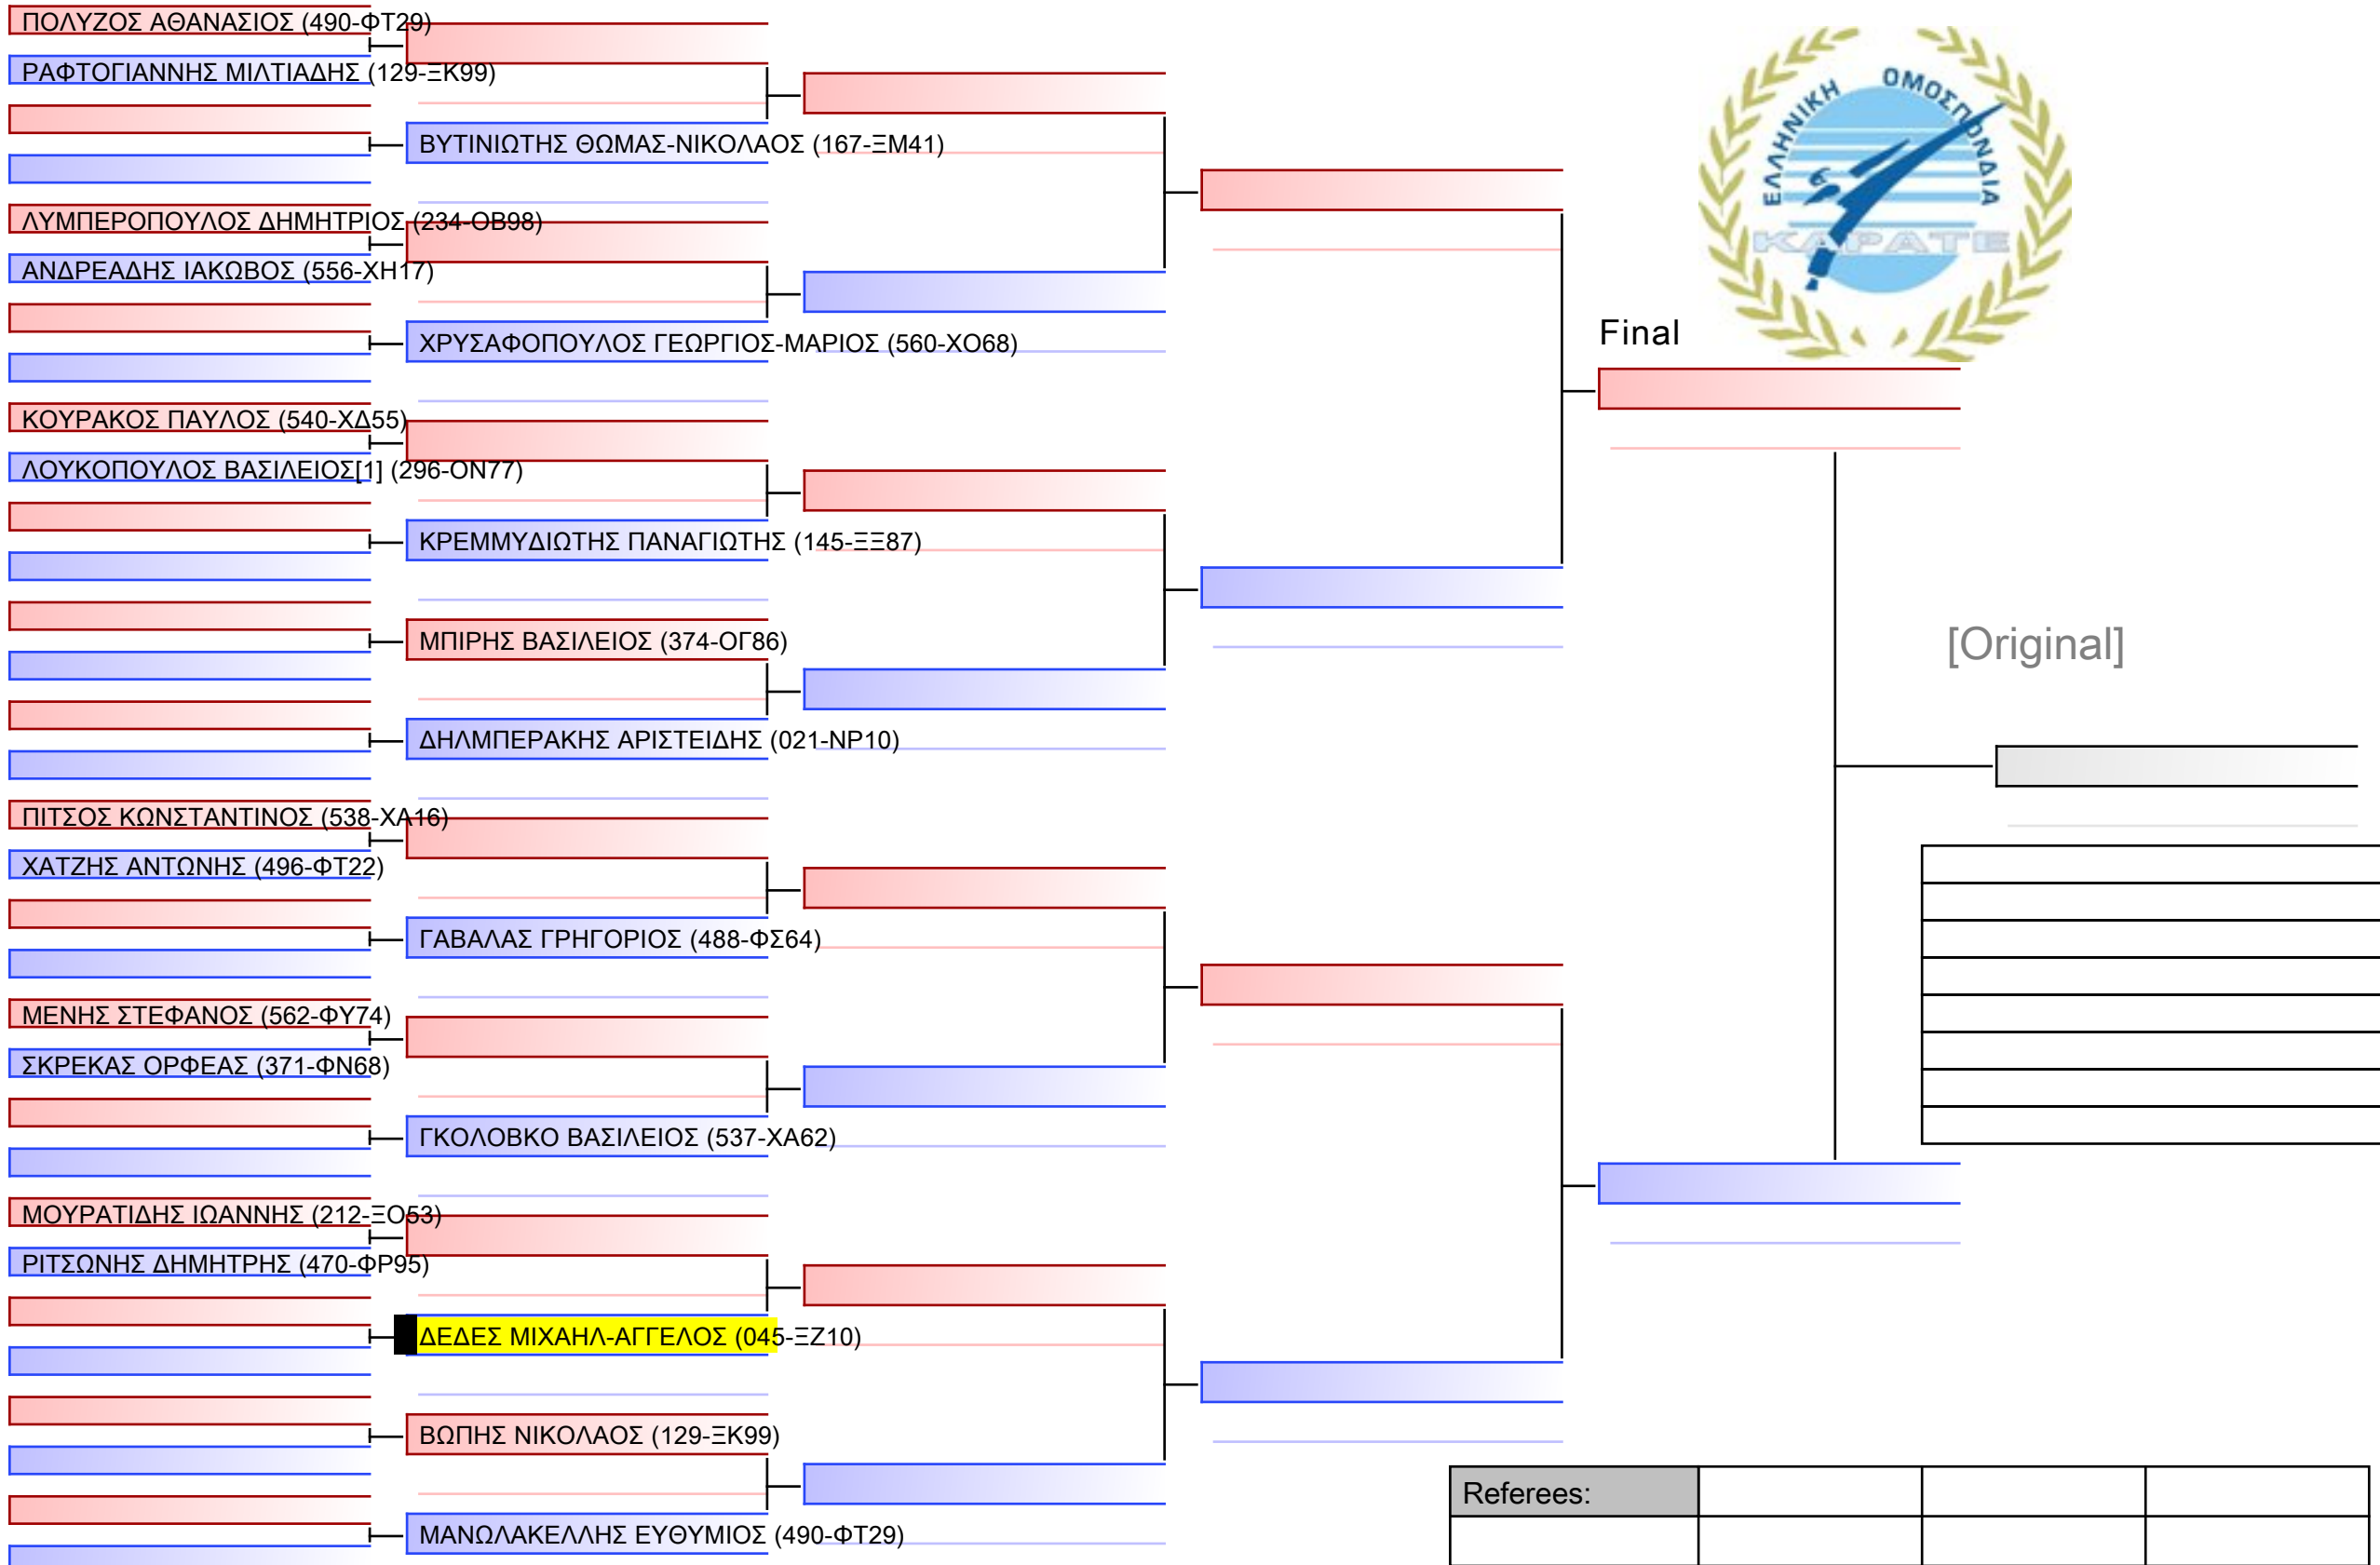 ΠΟΛΥΖΟΣ ΑΘΑΝΑΣΙΟΣ (490-ΦΤ29)
ΡΑΦΤΟΓΙΑΝΝΗΣ ΜΙΛΤΙΑΔΗΣ (129-ΞΚ99)
ΒΥΤΙΝΙΩΤΗΣ ΘΩΜΑΣ-ΝΙΚΟΛΑΟΣ (167-ΞΜ41)
ΛΥΜΠΕΡΟΠΟΥΛΟΣ ΔΗΜΗΤΡΙΟΣ (234-ΟΒ98)
ΑΝΔΡΕΑΔΗΣ ΙΑΚΩΒΟΣ (556-ΧΗ17)
ΧΡΥΣΑΦΟΠΟΥΛΟΣ ΓΕΩΡΓΙΟΣ-ΜΑΡΙΟΣ (560-ΧΟ68)
ΚΟΥΡΑΚΟΣ ΠΑΥΛΟΣ (540-ΧΔ55)
ΛΟΥΚΟΠΟΥΛΟΣ ΒΑΣΙΛΕΙΟΣ[1] (296-ΟΝ77)
ΚΡΕΜΜΥΔΙΩΤΗΣ ΠΑΝΑΓΙΩΤΗΣ (145-ΞΞ87)
ΜΠΙΡΗΣ ΒΑΣΙΛΕΙΟΣ (374-ΟΓ86)
ΔΗΛΜΠΕΡΑΚΗΣ ΑΡΙΣΤΕΙΔΗΣ (021-ΝΡ10)
ΠΙΤΣΟΣ ΚΩΝΣΤΑΝΤΙΝΟΣ (538-ΧΑ16)
ΧΑΤΖΗΣ ΑΝΤΩΝΗΣ (496-ΦΤ22)
ΓΑΒΑΛΑΣ ΓΡΗΓΟΡΙΟΣ (488-ΦΣ64)
ΜΕΝΗΣ ΣΤΕΦΑΝΟΣ (562-ΦΥ74)
ΣΚΡΕΚΑΣ ΟΡΦΕΑΣ (371-ΦΝ68)
ΓΚΟΛΟΒΚΟ ΒΑΣΙΛΕΙΟΣ (537-ΧΑ62)
ΜΟΥΡΑΤΙΔΗΣ ΙΩΑΝΝΗΣ (212-ΞΟ53)
ΡΙΤΣΩΝΗΣ ΔΗΜΗΤΡΗΣ (470-ΦΡ95)
ΔΕΔΕΣ ΜΙΧΑΗΛ-ΑΓΓΕΛΟΣ (045-ΞΖ10)
ΒΩΠΗΣ ΝΙΚΟΛΑΟΣ (129-ΞΚ99)
ΜΑΝΩΛΑΚΕΛΛΗΣ ΕΥΘΥΜΙΟΣ (490-ΦΤ29)
ΕΛΛΗΝΙΚΗ ΟΜΟΣΠΟΝΔΙΑ
ΚΑΡΑΤΕ
Final
[Original]
Referees: